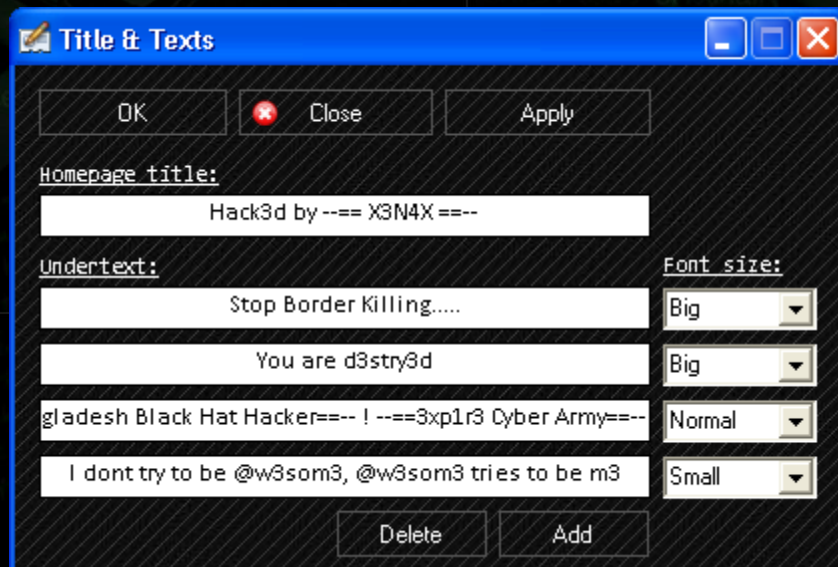 Title & Texts
OK Close Apply
Homepage title:
Hack3d by --== X3N4X ==--
Undertext: Font size:
Stop Border Killing..... Big
You are d3stry3d Big
gladesh Black Hat Hacker==-- ! --==3xp1r3 Cyber Army==-- Normal
I dont try to be @w3som3, @w3som3 tries to be m3 Small
Delete Add